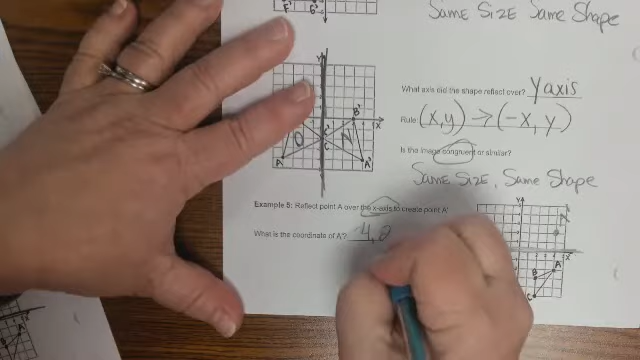 Same Size Same Shape
What axis did the shape reflect over? y axis
Rule: (x,y) → (-x, y)
Is the image congruent or similar?
Same Size, Same Shape
Example 5: Reflect point A over the x-axis to create point A'
What is the coordinate of A'? 4,2